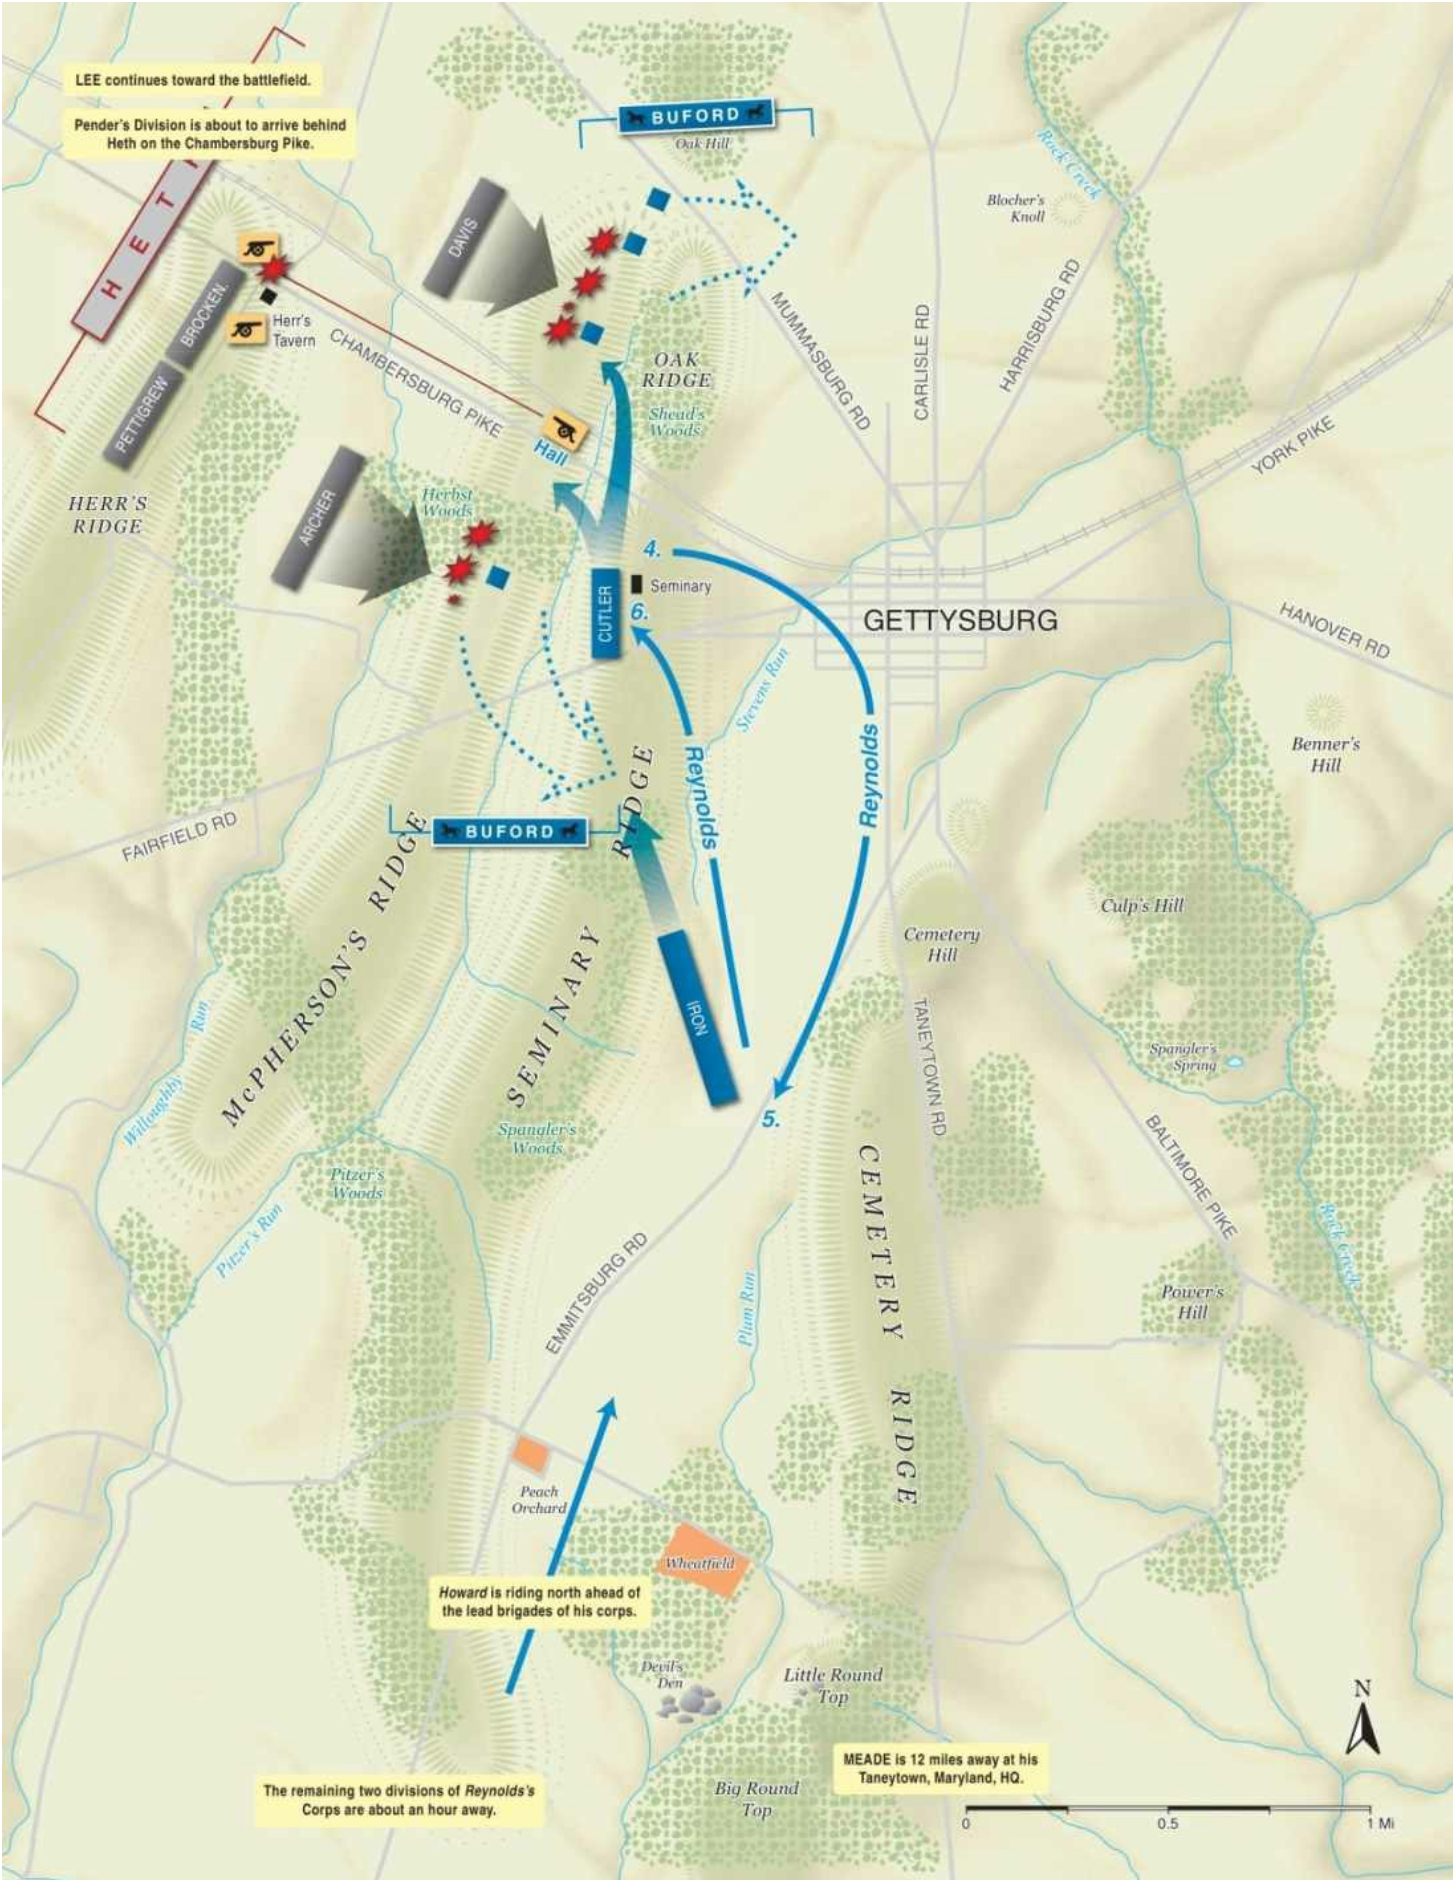 LEE continues toward the battlefield.
Pender's Division is about to arrive behind
Heth on the Chambersburg Pike.
BUFORD
Oak Hill
Rock Creek
Blocher's
Knoll
DAVIS
BROCKEN.
PETTIGREW
Herr's
Tavern
CHAMBERSBURG PIKE
MUMMASBURG RD
CARLISLE RD
HARRISBURG RD
YORK PIKE
OAK
RIDGE
Shead's
Woods
Hall
HERR'S
RIDGE
ARCHER
Herbst
Woods
4.
Seminary
CUTLER
6.
GETTYSBURG
HANOVER RD
Stevens Run
Benner's
Hill
Reynolds
Reynolds
FAIRFIELD RD
BUFORD
McPHERSON'S RIDGE
SEMINARY RIDGE
IRON
Culp's Hill
Cemetery
Hill
Willoughby Run
TANEYTOWN RD
Spangler's
Spring
5.
Spangler's
Woods
Pitzer's
Woods
Pitzer's Run
BALTIMORE PIKE
CEMETERY RIDGE
EMMITSBURG RD
Plum Run
Rock Creek
Power's
Hill
Peach
Orchard
Wheatfield
Howard is riding north ahead of
the lead brigades of his corps.
Devil's
Den
Little Round
Top
N
MEADE is 12 miles away at his
Taneytown, Maryland, HQ.
The remaining two divisions of Reynolds's
Corps are about an hour away.
Big Round
Top
0 0.5 1 Mi